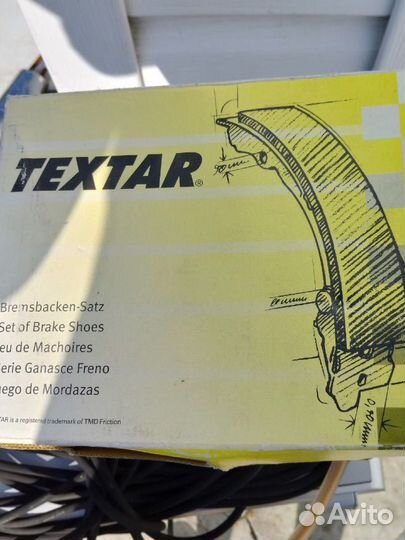 TEXTAR®
Bremsbacken-Satz
Set of Brake Shoes
eu de Machoires
erie Ganasce Freno
uego de Mordazas
TAR is a registered trademark of TMD Friction
Avito